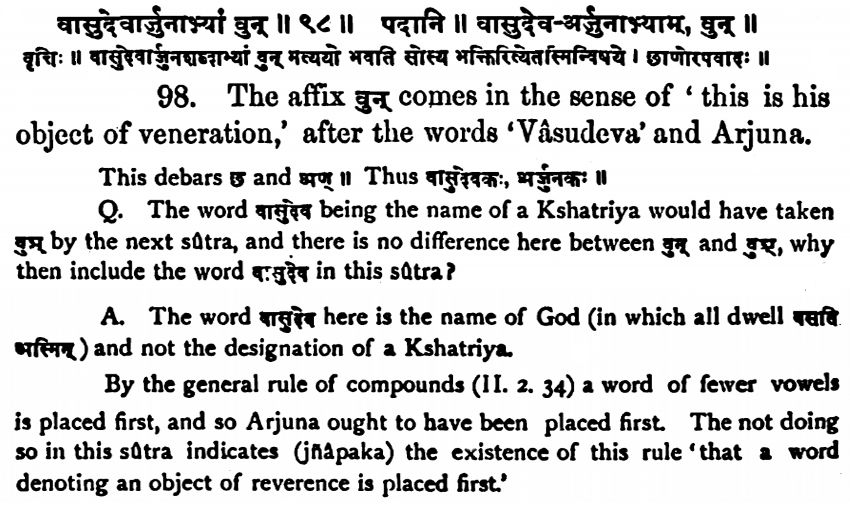 वासुदेवार्जुनाभ्यां वुन् ॥ ९८ ॥ पदानि ॥ वासुदेव-अर्जुनाभ्याम्, वुन् ॥
वृत्तिः ॥ वासुदेवार्जुनशब्दाभ्यां वुन् प्रत्ययो भवति सोस्य भक्तिरित्येतस्मिन्विषये । छाणोरपवादः ॥
98. The affix वुन् comes in the sense of ‘this is his
object of veneration,’ after the words ‘Vâsudeva’ and Arjuna.
This debars छ and अण् ॥ Thus वासुदेवकः, अर्जुनकः ॥
Q. The word वासुदेव being the name of a Kshatriya would have taken
वुञ् by the next sûtra, and there is no difference here between वुन् and वुञ्, why
then include the word वासुदेव in this sûtra?
A. The word वासुदेव here is the name of God (in which all dwell वसति
अस्मिन्) and not the designation of a Kshatriya.
By the general rule of compounds (II. 2. 34) a word of fewer vowels
is placed first, and so Arjuna ought to have been placed first. The not doing
so in this sûtra indicates (jñâpaka) the existence of this rule ‘that a word
denoting an object of reverence is placed first.’